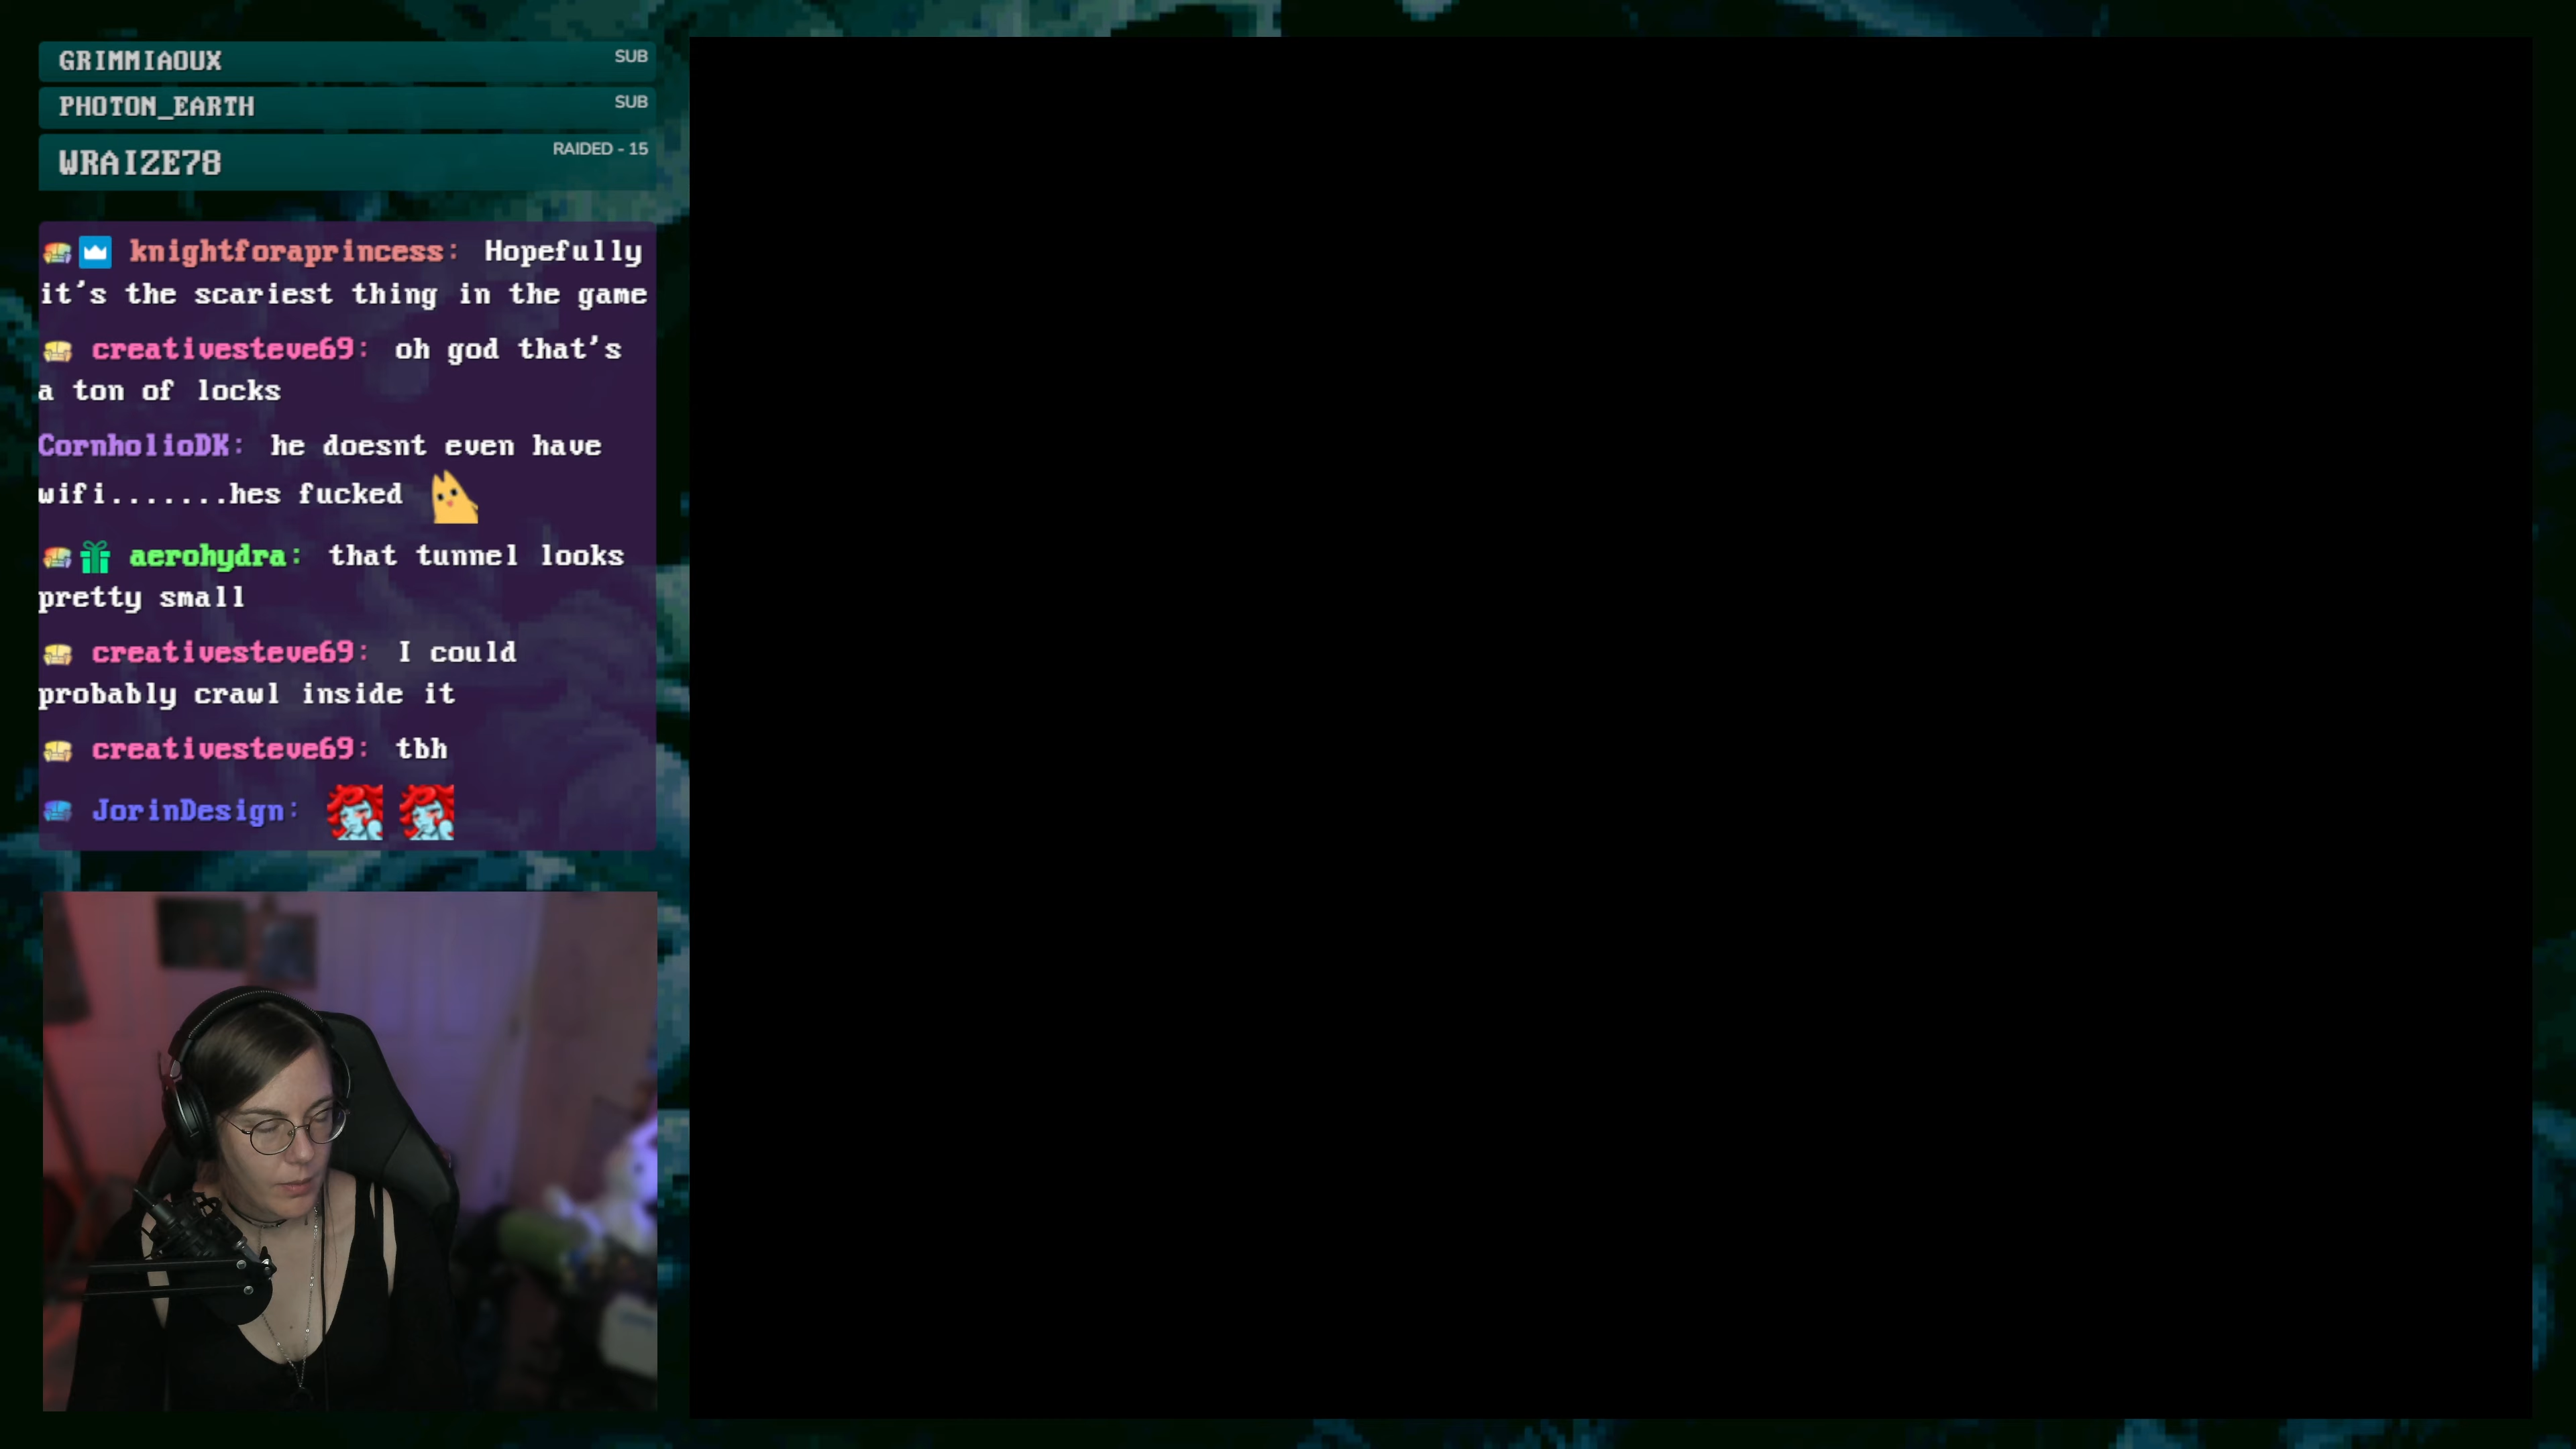 GRIMMIAOUX SUB
PHOTON_EARTH SUB
WRAIZE78 RAIDED - 15
knightforaprincess: Hopefully
it's the scariest thing in the game
creativesteve69: oh god that's
a ton of locks
CornholioDK: he doesnt even have
wifi.......hes fucked
aerohydra: that tunnel looks
pretty small
creativesteve69: I could
probably crawl inside it
creativesteve69: tbh
JorinDesign: